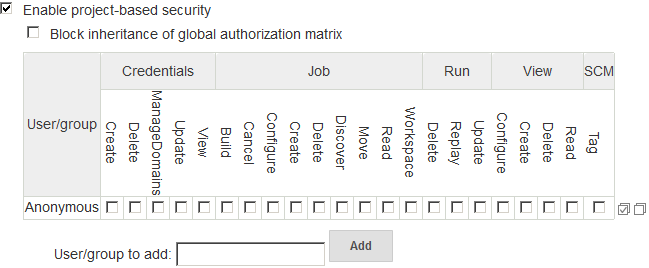 Enable project-based security
Block inheritance of global authorization matrix
User/group Credentials Job Run View SCM
Create Delete ManageDomains Update View Build Cancel Configure Create Delete Discover Move Read Workspace Delete Replay Update Configure Create Delete Read Tag
Anonymous
User/group to add: Add